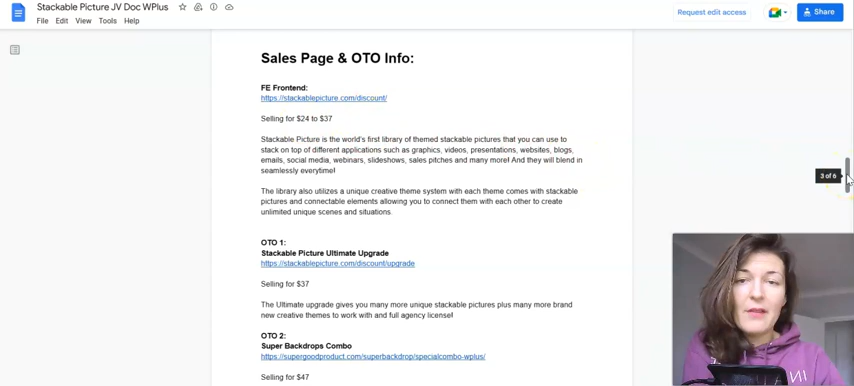 Stackable Picture JV Doc WPlus
File Edit View Tools Help
Request edit access
Share
Sales Page & OTO Info:
FE Frontend:
https://stackablepicture.com/discount/
Selling for $24 to $37
Stackable Picture is the world's first library of themed stackable pictures that you can use to
stack on top of different applications such as graphics, videos, presentations, websites, blogs,
emails, social media, webinars, slideshows, sales pitches and many more! And they will blend in
seamlessly everytime!
The library also utilizes a unique creative theme system with each theme comes with stackable
pictures and connectable elements allowing you to connect them with each other to create
unlimited unique scenes and situations.
3 of 6
OTO 1:
Stackable Picture Ultimate Upgrade
https://stackablepicture.com/discount/upgrade
Selling for $37
The Ultimate upgrade gives you many more unique stackable pictures plus many more brand
new creative themes to work with and full agency license!
OTO 2:
Super Backdrops Combo
https://supergoodproduct.com/superbackdrop/specialcombo-wplus/
Selling for $47